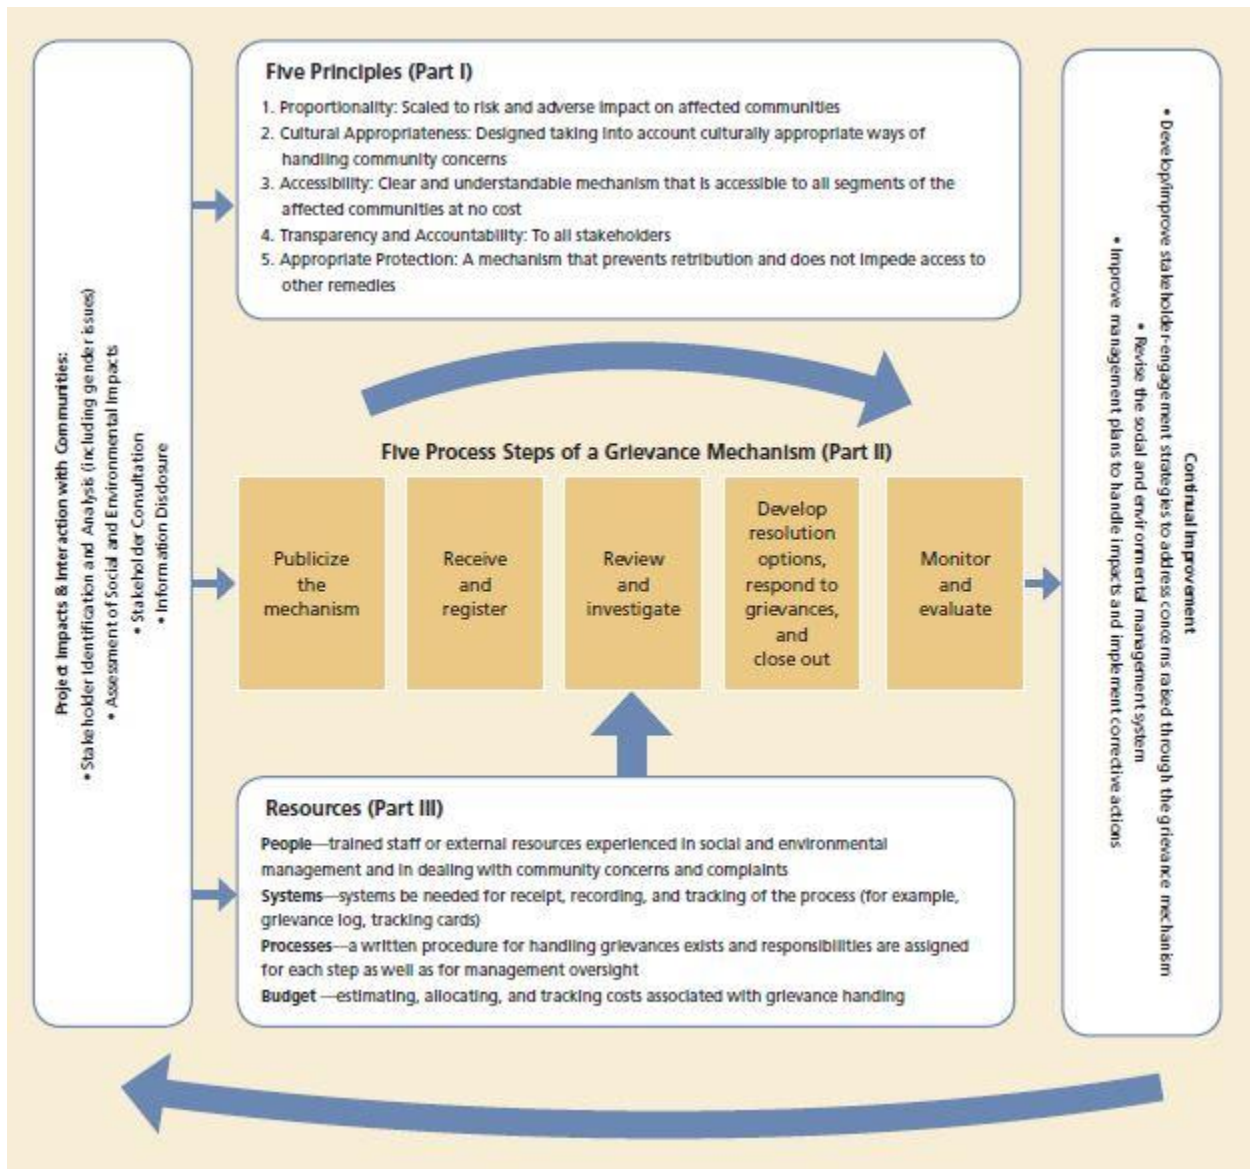 Project Impacts & Interaction with Communities:
• Stakeholder Identification and Analysis (including gender issues)
• Assessment of Social and Environmental Impacts
• Stakeholder Consultation
• Information Disclosure
Five Principles (Part I)
1. Proportionality: Scaled to risk and adverse impact on affected communities
2. Cultural Appropriateness: Designed taking into account culturally appropriate ways of
handling community concerns
3. Accessibility: Clear and understandable mechanism that is accessible to all segments of the
affected communities at no cost
4. Transparency and Accountability: To all stakeholders
5. Appropriate Protection: A mechanism that prevents retribution and does not impede access to
other remedies
Five Process Steps of a Grievance Mechanism (Part II)
Publicize
the
mechanism
Receive
and
register
Review
and
investigate
Develop
resolution
options,
respond to
grievances,
and
close out
Monitor
and
evaluate
Resources (Part III)
People—trained staff or external resources experienced in social and environmental
management and in dealing with community concerns and complaints
Systems—systems be needed for receipt, recording, and tracking of the process (for example,
grievance log, tracking cards)
Processes—a written procedure for handling grievances exists and responsibilities are assigned
for each step as well as for management oversight
Budget —estimating, allocating, and tracking costs associated with grievance handing
Continual Improvement
• Develop/improve stakeholder-engagement strategies to address concerns raised through the grievance mechanism
• Revise the social and environmental management system
• Improve management plans to handle impacts and implement corrective actions